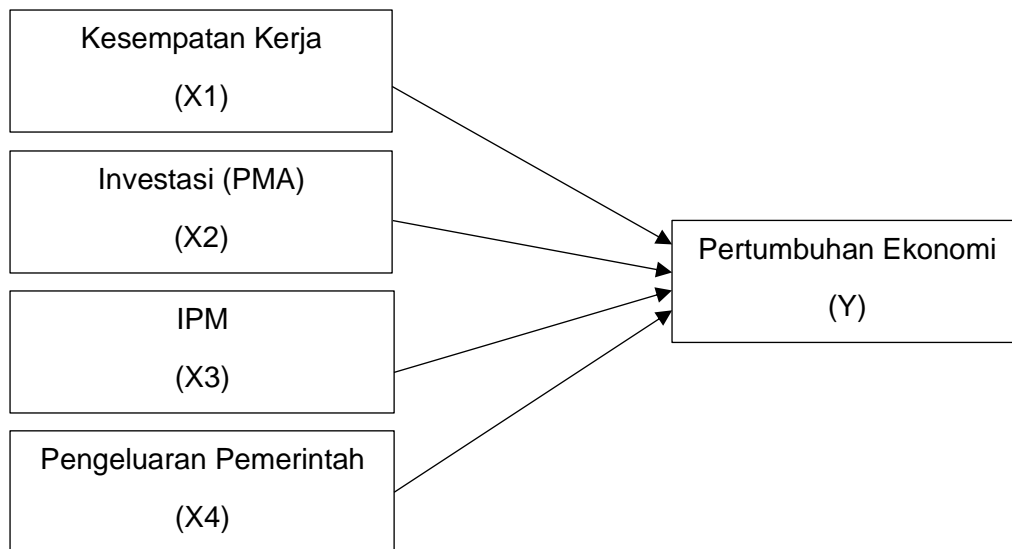 Kesempatan Kerja
(X1)
Investasi (PMA)
(X2)
IPM
(X3)
Pengeluaran Pemerintah
(X4)
Pertumbuhan Ekonomi
(Y)